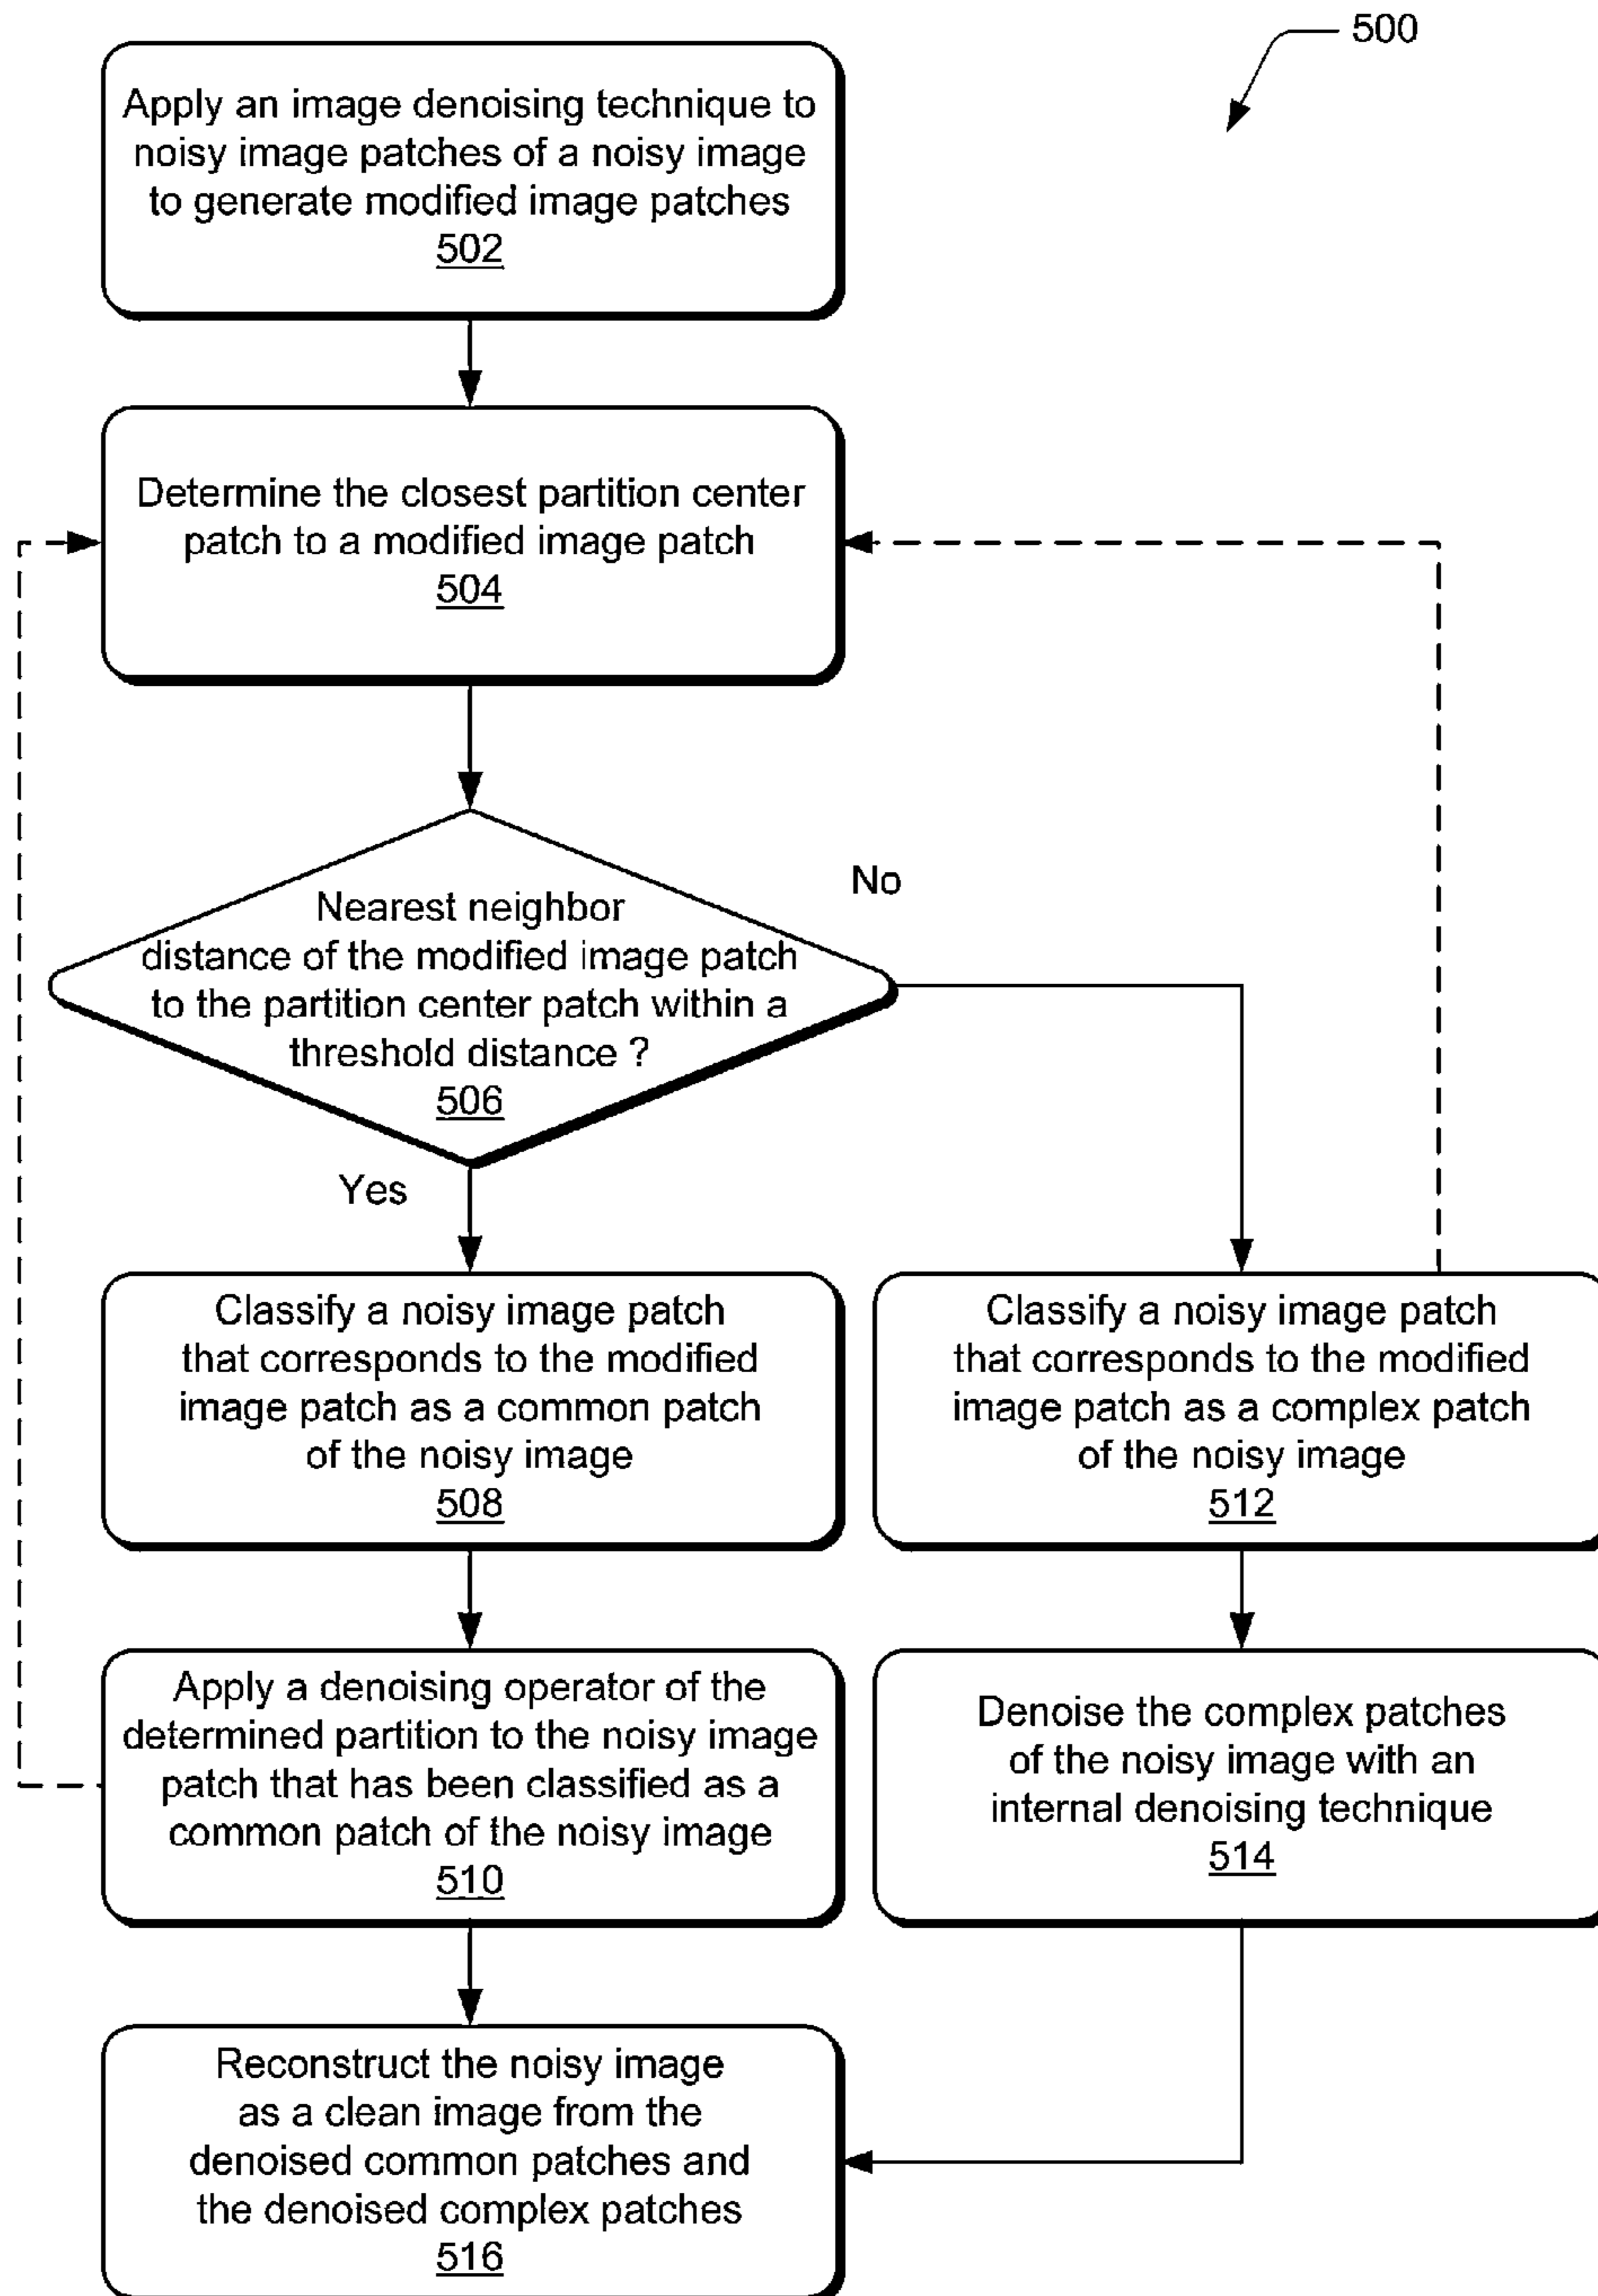 500
Apply an image denoising technique to
noisy image patches of a noisy image
to generate modified image patches
502
Determine the closest partition center
patch to a modified image patch
504
Nearest neighbor
distance of the modified image patch
to the partition center patch within a
threshold distance ?
506
No
Yes
Classify a noisy image patch
that corresponds to the modified
image patch as a common patch
of the noisy image
508
Classify a noisy image patch
that corresponds to the modified
image patch as a complex patch
of the noisy image
512
Apply a denoising operator of the
determined partition to the noisy image
patch that has been classified as a
common patch of the noisy image
510
Denoise the complex patches
of the noisy image with an
internal denoising technique
514
Reconstruct the noisy image
as a clean image from the
denoised common patches and
the denoised complex patches
516